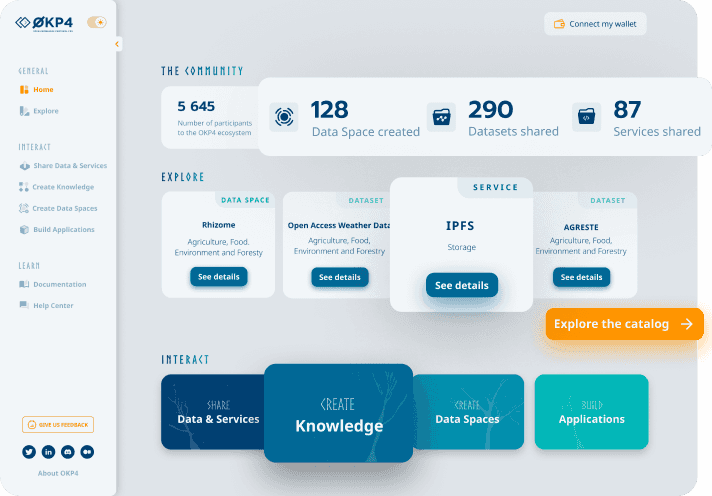 OKP4
Connect my wallet
GENERAL
Home
Explore
INTERACT
Share Data & Services
Create Knowledge
Create Data Spaces
Build Applications
LEARN
Documentation
Help Center
GIVE US FEEDBACK
About OKP4
THE COMMUNITY
5 645
Number of participants
to the OKP4 ecosystem
128
Data Space created
290
Datasets shared
87
Services shared
EXPLORE
DATA SPACE
Rhizome
Agriculture, Food,
Environment and Foresty
See details
DATASET
Open Access Weather Data
Agriculture, Food,
Environment and Forestry
See details
SERVICE
IPFS
Storage
See details
DATASET
AGRESTE
Agriculture, Food,
Environment and Forestry
See details
Explore the catalog
INTERACT
SHARE
Data & Services
CREATE
Knowledge
CREATE
Data Spaces
BUILD
Applications